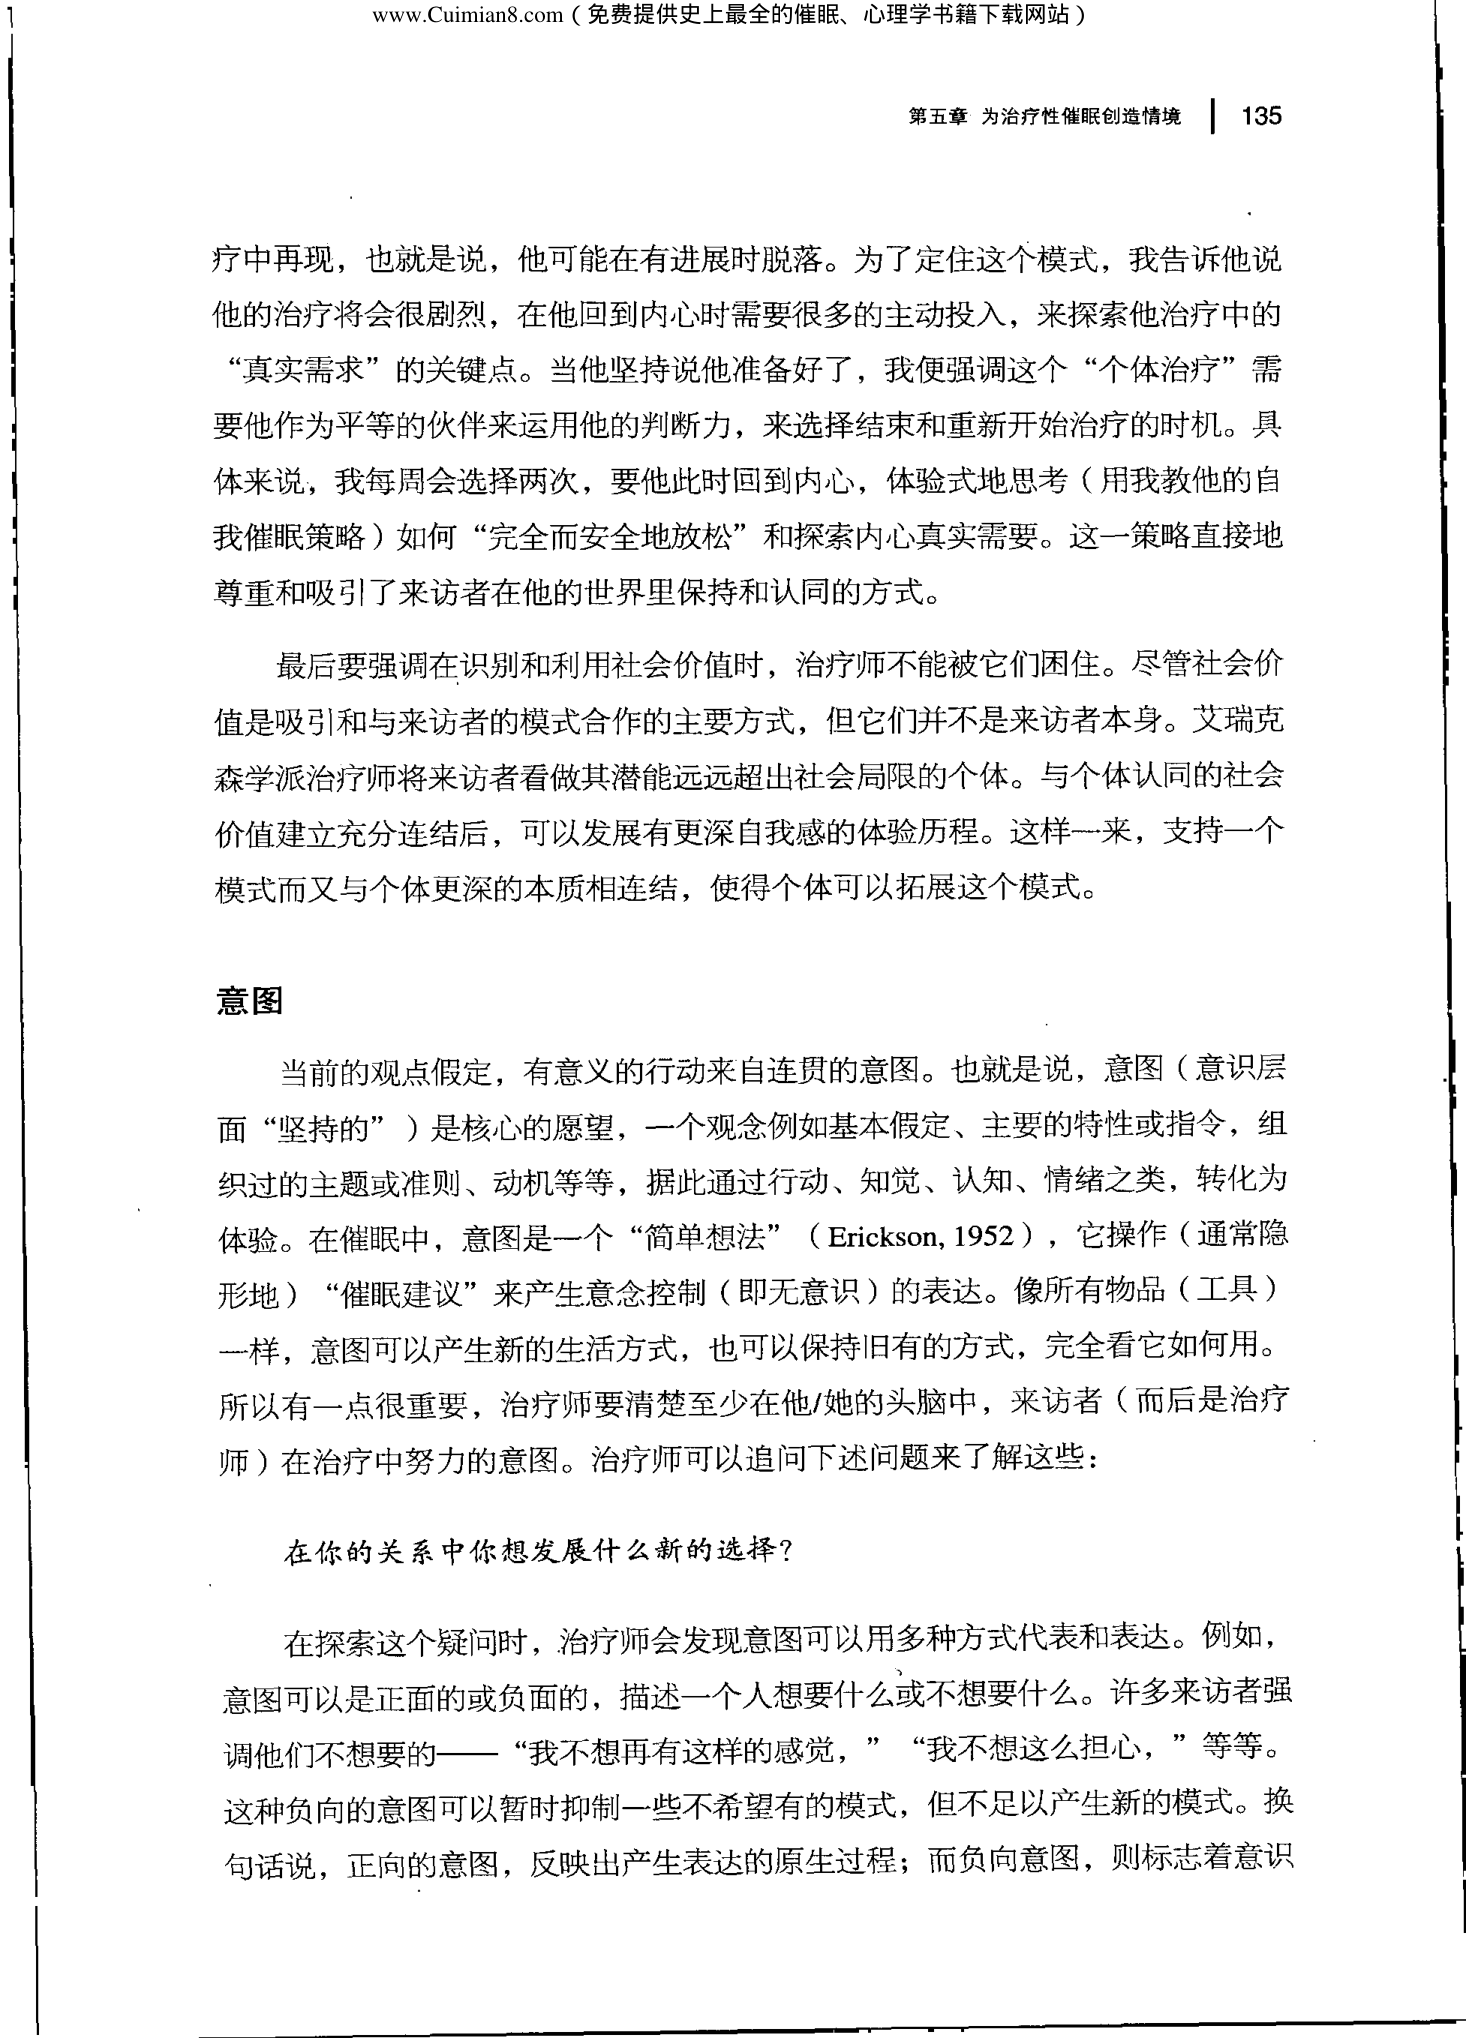 www.Cuimian8.com（免费提供史上最全的催眠、心理学书籍下载网站）
第五章 为治疗性催眠创造情境 | 135
疗中再现，也就是说，他可能在有进展时脱落。为了定住这个模式，我告诉他说
他的治疗将会很剧烈，在他回到内心时需要很多的主动投入，来探索他治疗中的
“真实需求”的关键点。当他坚持说他准备好了，我便强调这个“个体治疗”需
要他作为平等的伙伴来运用他的判断力，来选择结束和重新开始治疗的时机。具
体来说，我每周会选择两次，要他此时回到内心，体验式地思考（用我教他的自
我催眠策略）如何“完全而安全地放松”和探索内心真实需要。这一策略直接地
尊重和吸引了来访者在他的世界里保持和认同的方式。
最后要强调在识别和利用社会价值时，治疗师不能被它们困住。尽管社会价
值是吸引和与来访者的模式合作的主要方式，但它们并不是来访者本身。艾瑞克
森学派治疗师将来访者看做其潜能远远超出社会局限的个体。与个体认同的社会
价值建立充分连结后，可以发展有更深自我感的体验历程。这样一来，支持一个
模式而又与个体更深的本质相连结，使得个体可以拓展这个模式。
意图
当前的观点假定，有意义的行动来自连贯的意图。也就是说，意图（意识层
面“坚持的”）是核心的愿望，一个观念例如基本假定、主要的特性或指令，组
织过的主题或准则、动机等等，据此通过行动、知觉、认知、情绪之类，转化为
体验。在催眠中，意图是一个“简单想法”（Erickson, 1952），它操作（通常隐
形地）“催眠建议”来产生意念控制（即无意识）的表达。像所有物品（工具）
一样，意图可以产生新的生活方式，也可以保持旧有的方式，完全看它如何用。
所以有一点很重要，治疗师要清楚至少在他/她的头脑中，来访者（而后是治疗
师）在治疗中努力的意图。治疗师可以追问下述问题来了解这些：
在你的关系中你想发展什么新的选择？
在探索这个疑问时，治疗师会发现意图可以用多种方式代表和表达。例如，
意图可以是正面的或负面的，描述一个人想要什么或不想要什么。许多来访者强
调他们不想要的——“我不想再有这样的感觉，”“我不想这么担心，”等等。
这种负向的意图可以暂时抑制一些不希望有的模式，但不足以产生新的模式。换
句话说，正向的意图，反映出产生表达的原生过程；而负向意图，则标志着意识